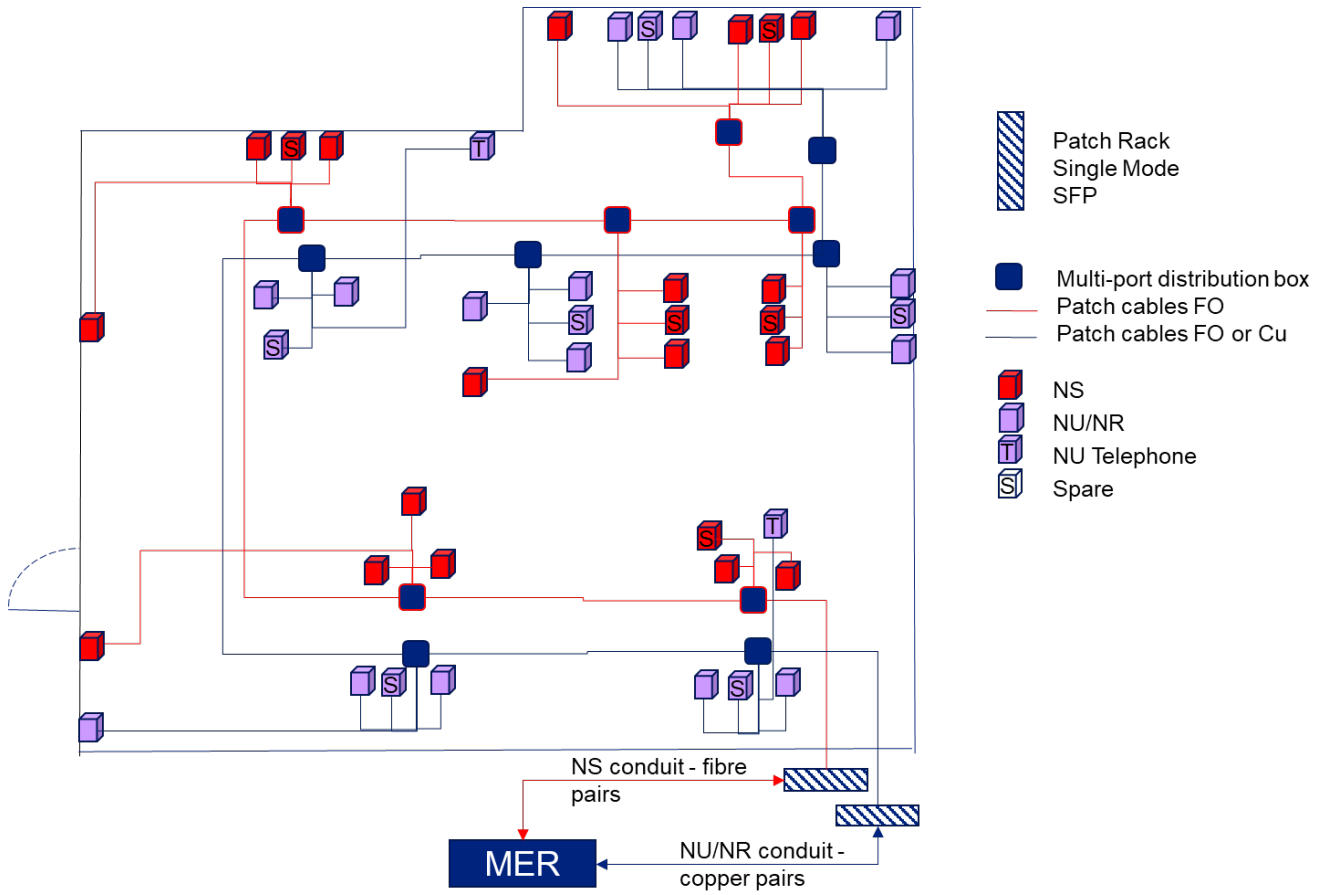 S
S
S
T
Patch Rack
Single Mode
SFP
Multi-port distribution box
Patch cables FO
Patch cables FO or Cu
S
S
S
S
S
NS
NU/NR
T
NU Telephone
S
Spare
S
T
S
S
NS conduit - fibre
pairs
MER
NU/NR conduit -
copper pairs